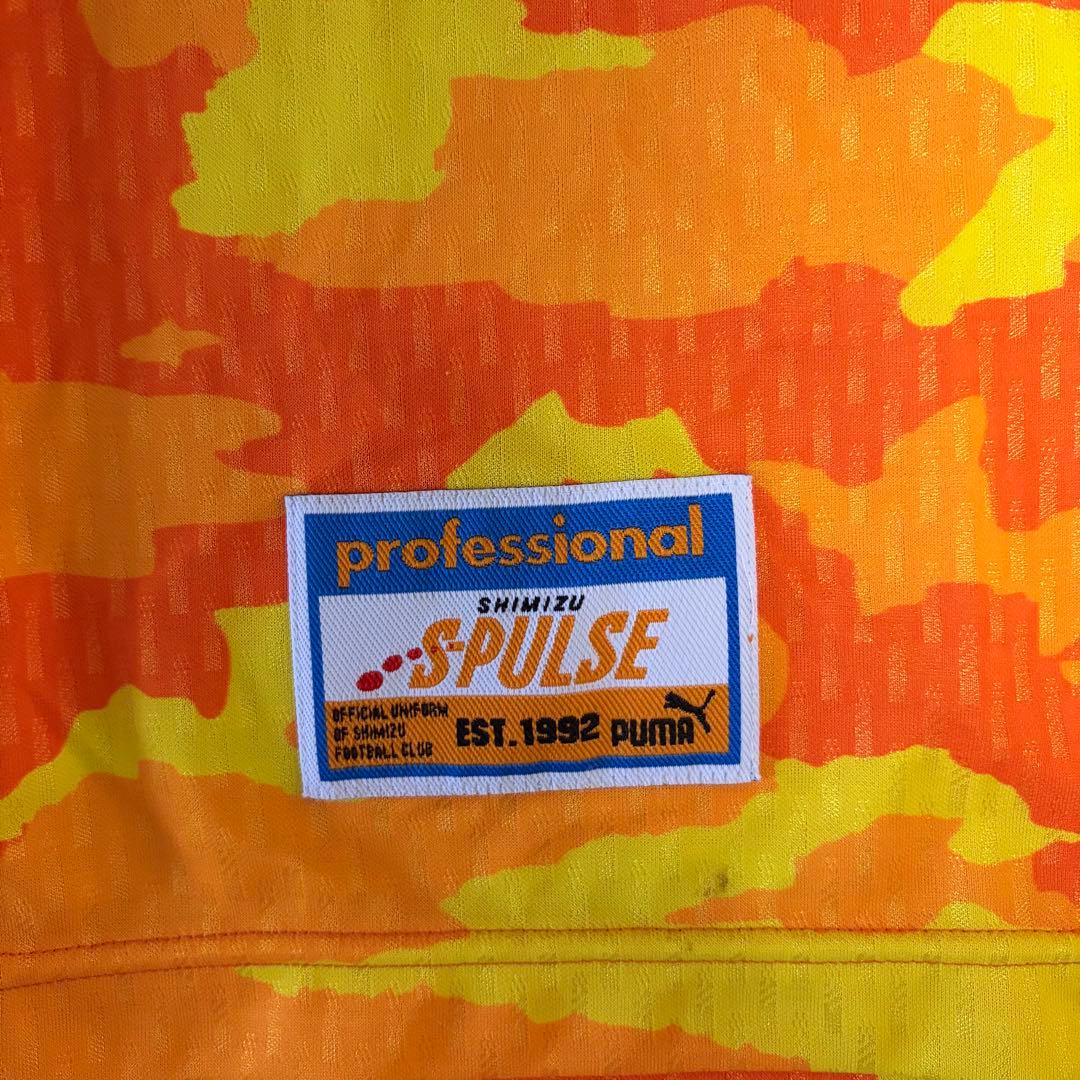 professional
SHIMIZU
S-PULSE
OFFICIAL UNIFORM
OF SHIMIZU
FOOTBALL CLUB
EST.1992
PUMA